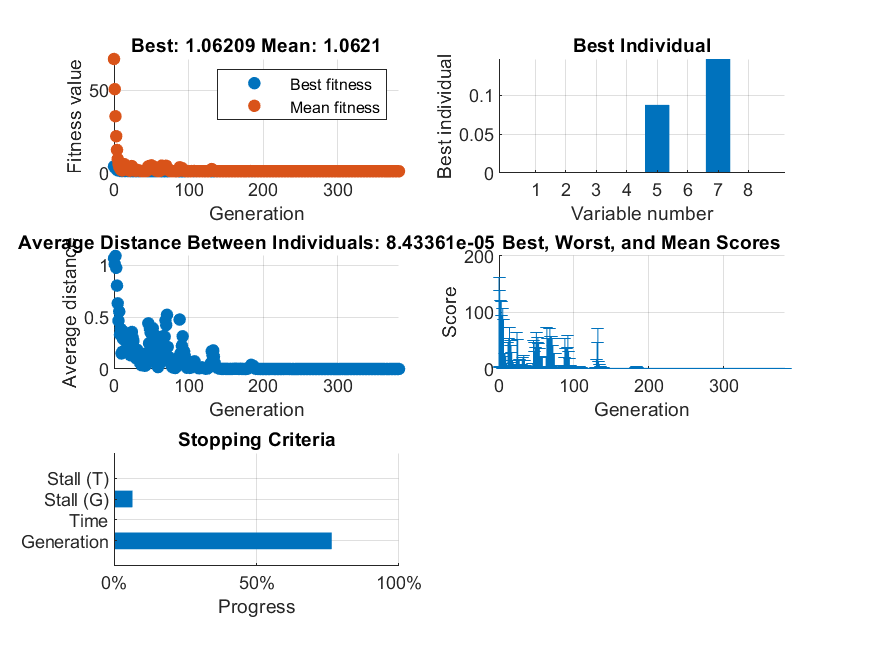 Best: 1.06209 Mean: 1.0621
Fitness value
50
0
Best fitness
Mean fitness
0 100 200 300
Generation
Best Individual
Best individual
0.1
0.05
0
1 2 3 4 5 6 7 8
Variable number
Average Distance Between Individuals: 8.43361e-05
Average distance
1
0.5
0
0 100 200 300
Generation
Best, Worst, and Mean Scores
Score
200
100
0
0 100 200 300
Generation
Stopping Criteria
Stall (T)
Stall (G)
Time
Generation
0% 50% 100%
Progress